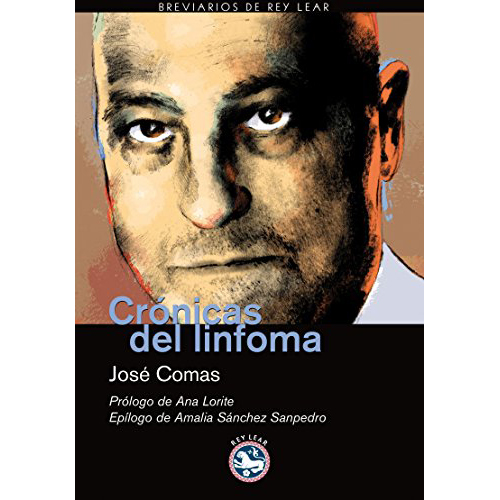 BREVIARIOS DE REY LEAR
Crónicas
del linfoma
José Comas
Prólogo de Ana Lorite
Epílogo de Amalia Sánchez Sanpedro
REY LEAR